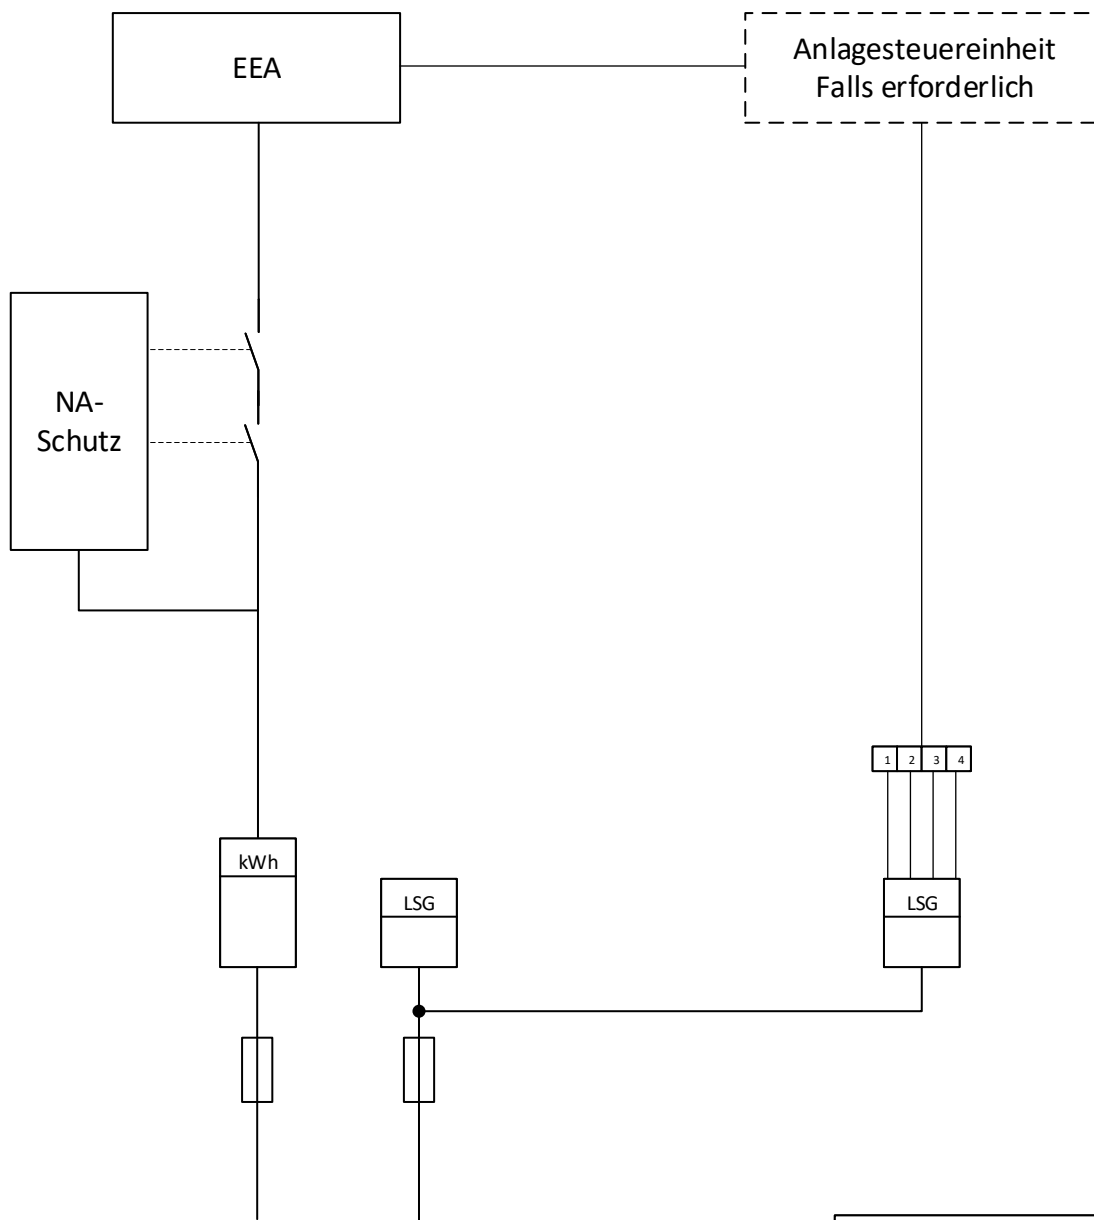 EEA
Anlagesteuereinheit
Falls erforderlich
NA-
Schutz
1 2 3 4
kWh
LSG
LSG